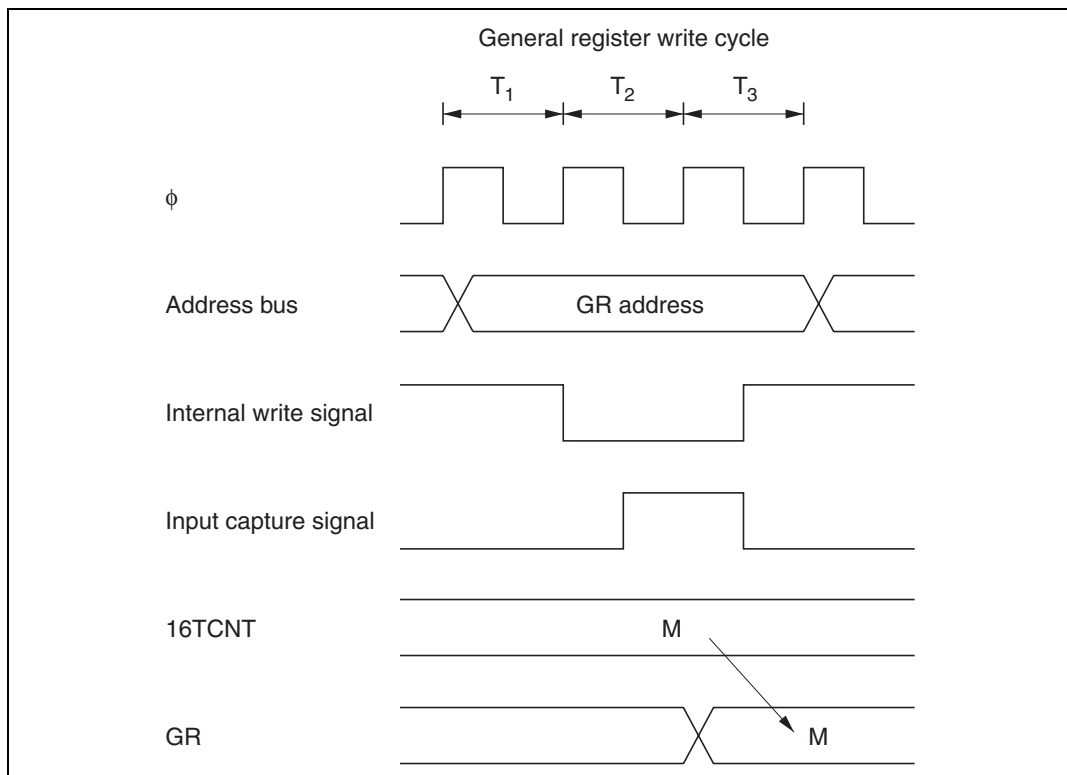 General register write cycle
T1 T2 T3
φ
Address bus GR address
Internal write signal
Input capture signal
16TCNT M
GR M